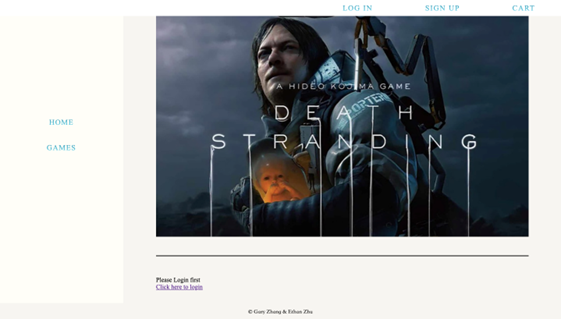 LOG IN
SIGN UP
CART
A HIDEO KOJIMA GAME
PORTER
DEATH
STRANDING
HOME
GAMES
Please Login first
Click here to login
© Gary Zhang & Ethan Zhu